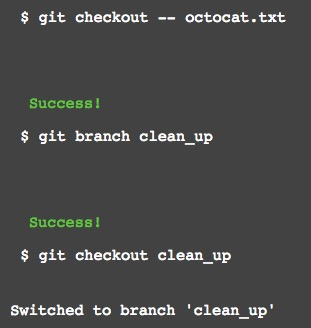 $ git checkout -- octocat.txt
Success!
$ git branch clean_up
Success!
$ git checkout clean_up
Switched to branch 'clean_up'